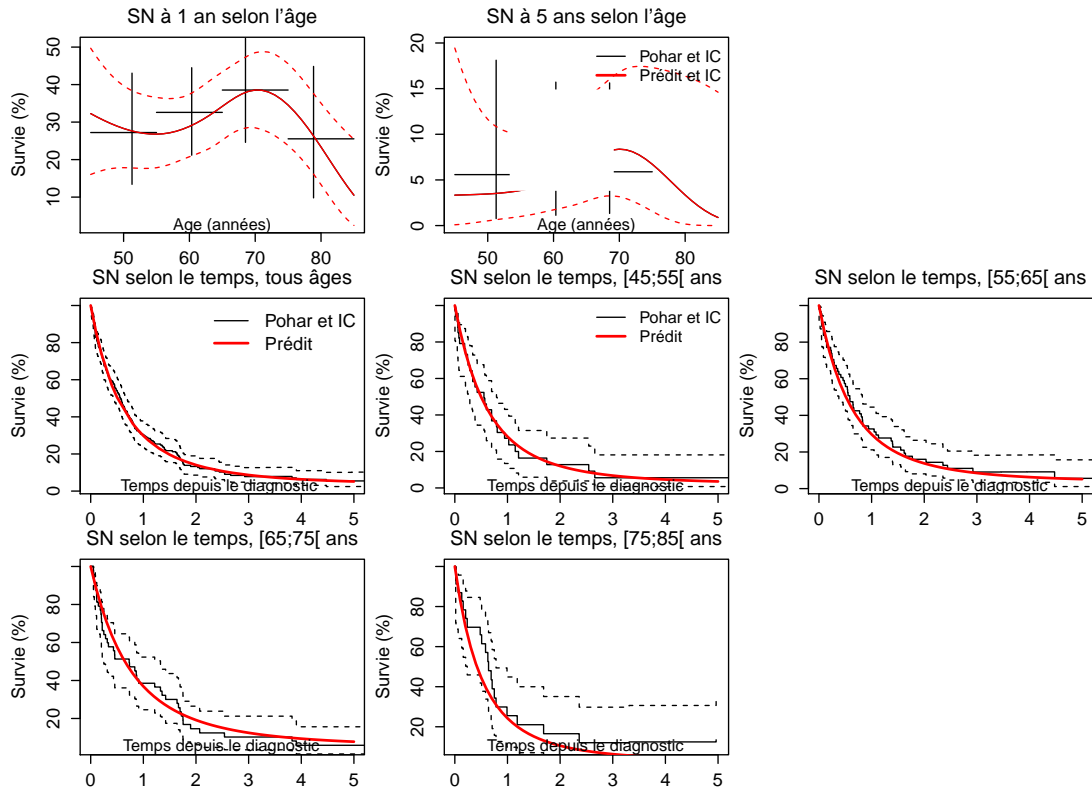 SN à 1 an selon l'âge
Survie (%)
50
40
30
20
10
Age (années)
50 60 70 80
SN à 5 ans selon l'âge
Survie (%)
20
15
10
5
0
Pohar et IC
Prédit et IC
Age (années)
50 60 70 80
SN selon le temps, tous âges
Survie (%)
80
60
40
20
0
Pohar et IC
Prédit
Temps depuis le diagnostic
0 1 2 3 4 5
SN selon le temps, [45;55[ ans
Survie (%)
80
60
40
20
0
Pohar et IC
Prédit
Temps depuis le diagnostic
0 1 2 3 4 5
SN selon le temps, [55;65[ ans
Survie (%)
80
60
40
20
0
Temps depuis le diagnostic
0 1 2 3 4 5
SN selon le temps, [65;75[ ans
Survie (%)
80
60
40
20
Temps depuis le diagnostic
0 1 2 3 4 5
SN selon le temps, [75;85[ ans
Survie (%)
80
60
40
20
Temps depuis le diagnostic
0 1 2 3 4 5